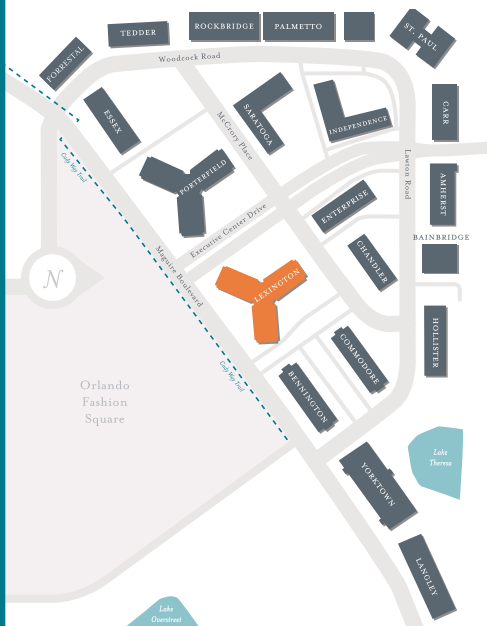 ST. PAUL
ROCKBRIDGE
PALMETTO
TEDDER
FORRESTAL
Woodcock Road
ESSEX
SARATOGA
McCrory Place
INDEPENDENCE
CARR
Cady Way Trail
PORTERFIELD
Lawton Road
AMHERST
ENTERPRISE
Executive Center Drive
BAINBRIDGE
CHANDLER
Maguire Boulevard
N
LEXINGTON
HOLLISTER
COMMODORE
Cady Way Trail
BENNINGTON
Orlando
Fashion
Square
Lake
Theresa
YORKTOWN
LANGLEY
Lake
Overstreet